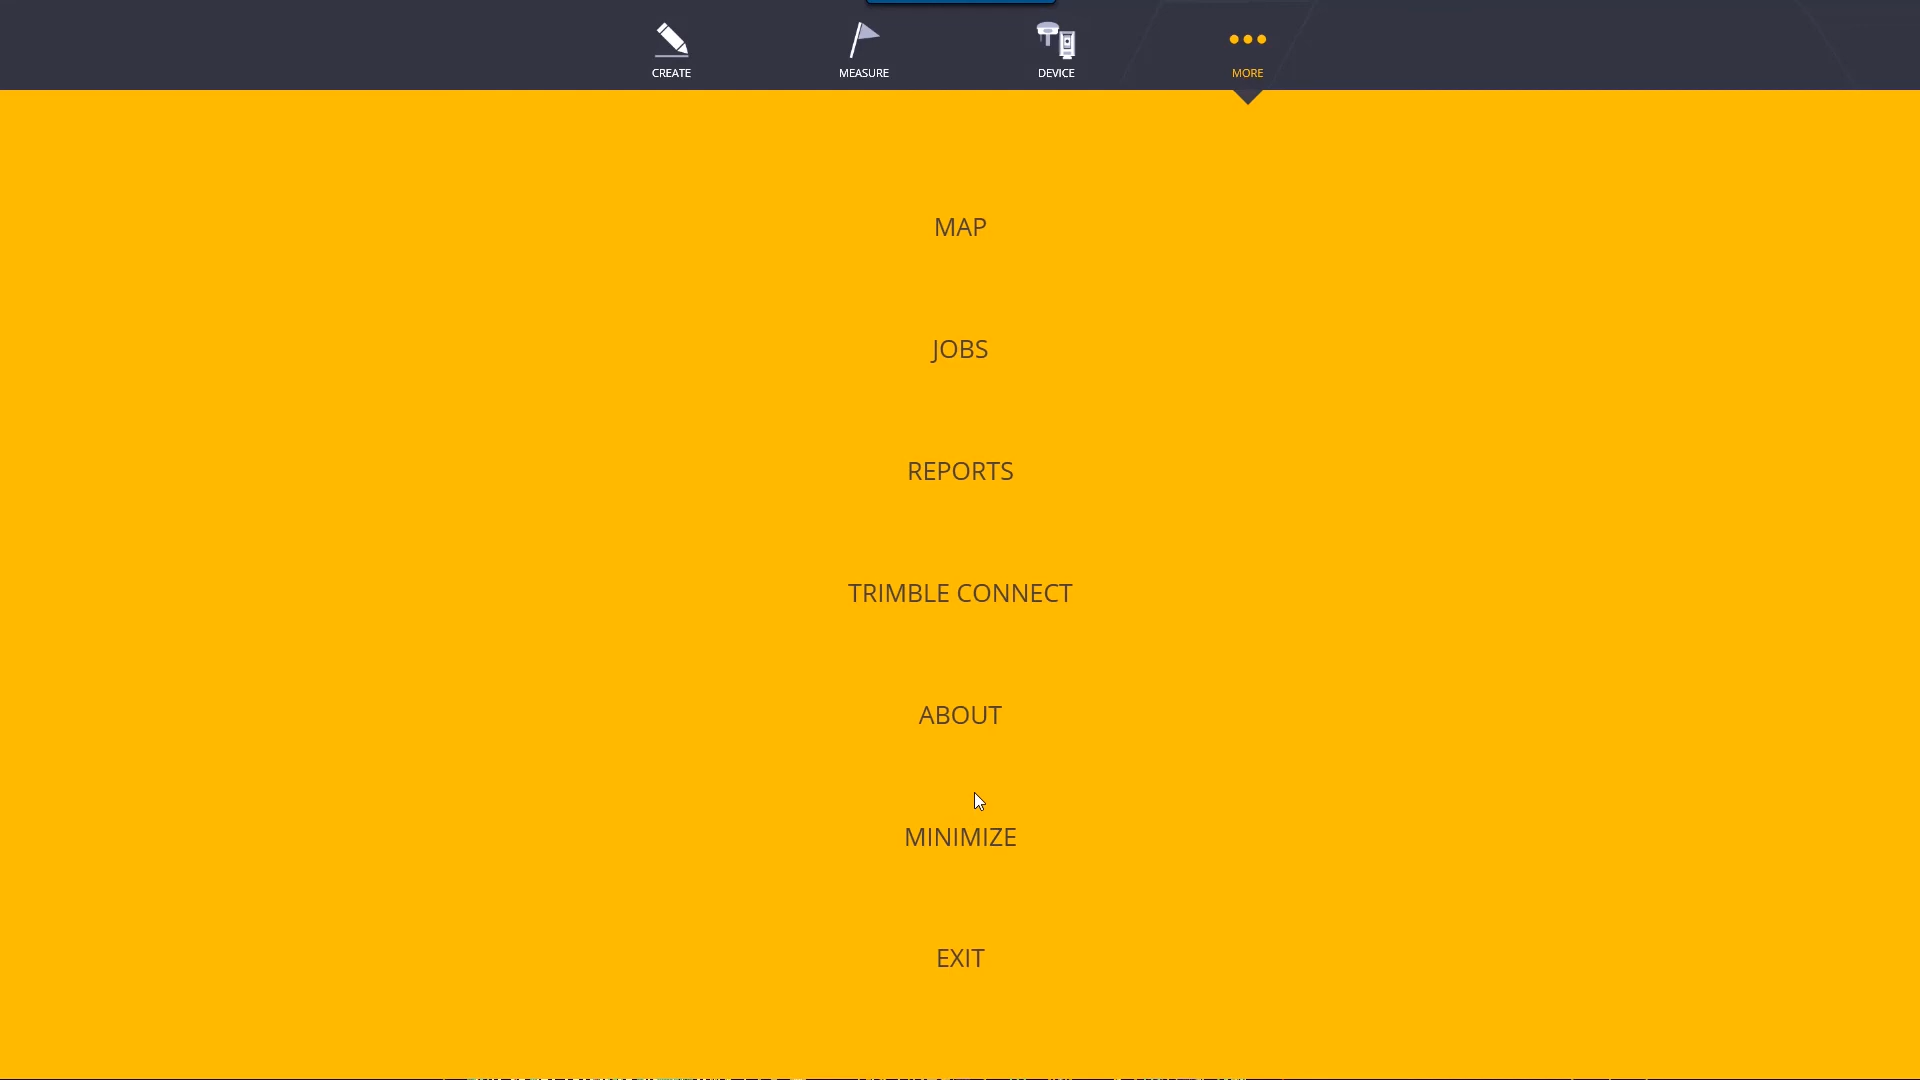 CREATE
MEASURE
DEVICE
MORE
MAP
JOBS
REPORTS
TRIMBLE CONNECT
ABOUT
MINIMIZE
EXIT